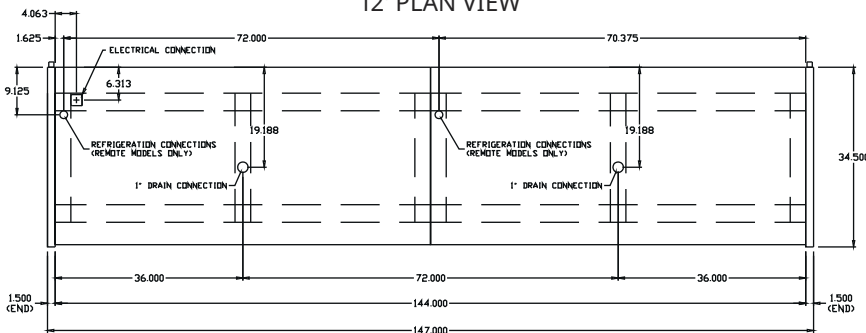 12' PLAN VIEW
4.063
1.625
72.000
70.375
ELECTRICAL CONNECTION
9.125
6.313
19.188
19.188
REFRIGERATION CONNECTIONS
(REMOTE MODELS ONLY)
REFRIGERATION CONNECTIONS
(REMOTE MODELS ONLY)
34.500
1" DRAIN CONNECTION
1" DRAIN CONNECTION
36.000
72.000
36.000
1.500
(END)
144.000
1.500
(END)
147.000